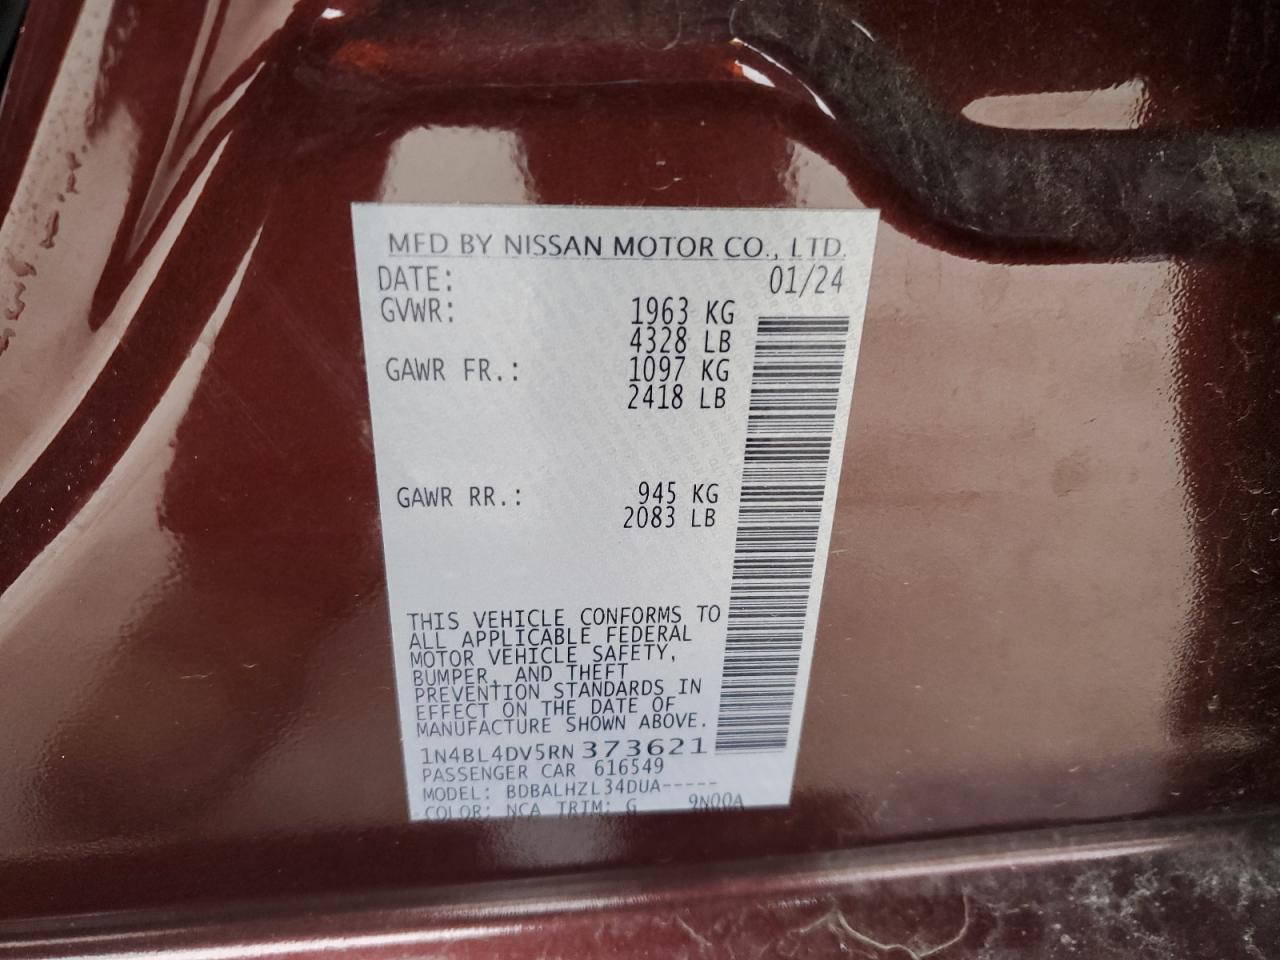 MFD BY NISSAN MOTOR CO., LTD.
DATE: 01/24
GVWR: 1963 KG
4328 LB
GAWR FR.: 1097 KG
2418 LB
GAWR RR.: 945 KG
2083 LB
THIS VEHICLE CONFORMS TO
ALL APPLICABLE FEDERAL
MOTOR VEHICLE SAFETY,
BUMPER, AND THEFT
PREVENTION STANDARDS IN
EFFECT ON THE DATE OF
MANUFACTURE SHOWN ABOVE.
1N4BL4DV5RN373621
PASSENGER CAR 616549
MODEL: BDBALHZL34DUA-----
COLOR: NCA TRIM: G 9N00A